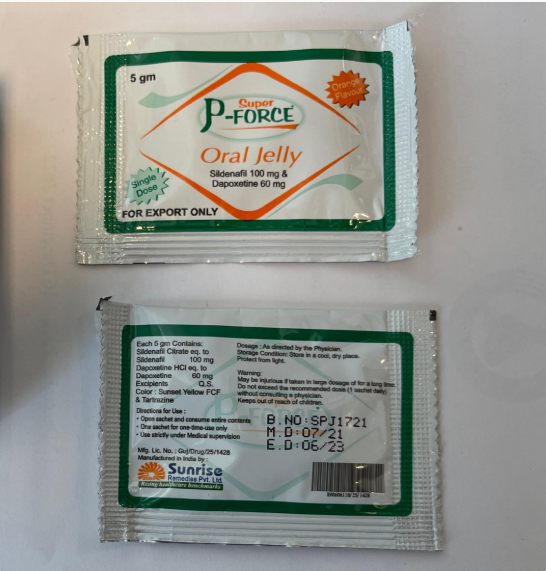 5 gm
Orange
Flavour
Super
P-FORCE
Oral Jelly
Sildenafil 100 mg &
Dapoxetine 60 mg
Single
Dose
FOR EXPORT ONLY
Each 5 gm Contains:
Sildenafil Citrate eq. to
Sildenafil 100 mg
Dapoxetine HCl eq. to
Dapoxetine 60 mg
Excipients Q.S.
Color : Sunset Yellow FCF
& Tartrazine
Directions for Use :
• Open sachet and consume entire contents
• One sachet for one-time-use only
• Use strictly under Medical supervision
Mfg. Lic. No. : Guj/Drug/25/1428
Manufactured in India by :
Sunrise
Remedies Pvt. Ltd.
Rising healthcare benchmarks
Dosage : As directed by the Physician.
Storage Condition: Store in a cool, dry place.
Protect from light.
Warning:
May be injurious if taken in large dosage of for a long time.
Do not exceed the recommended dose (1 sachet daily)
without consulting a physician.
Keeps out of reach of children.
P-FORCE
B.NO:SPJ1721
M.D:07/21
E.D:06/23